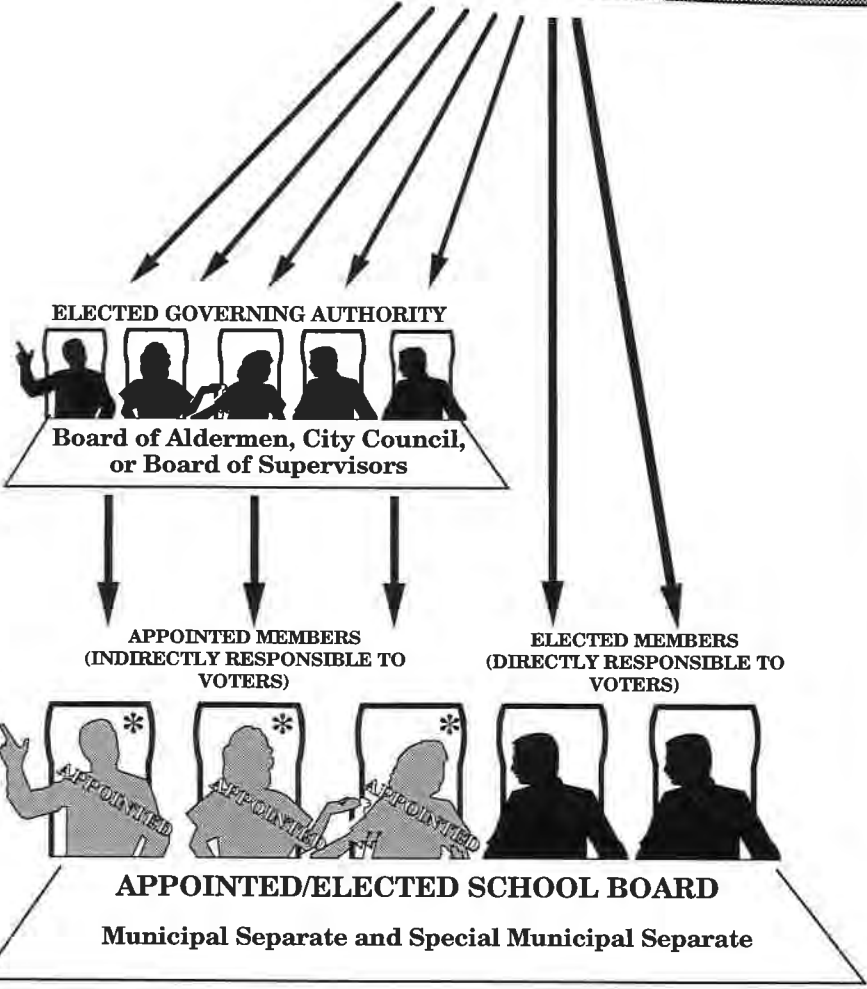 ELECTED GOVERNING AUTHORITY
Board of Aldermen, City Council,
or Board of Supervisors
APPOINTED MEMBERS
(INDIRECTLY RESPONSIBLE TO
VOTERS)
ELECTED MEMBERS
(DIRECTLY RESPONSIBLE TO
VOTERS)
*
*
*
APPOINTED
APPOINTED
APPOINTED
APPOINTED/ELECTED SCHOOL BOARD
Municipal Separate and Special Municipal Separate